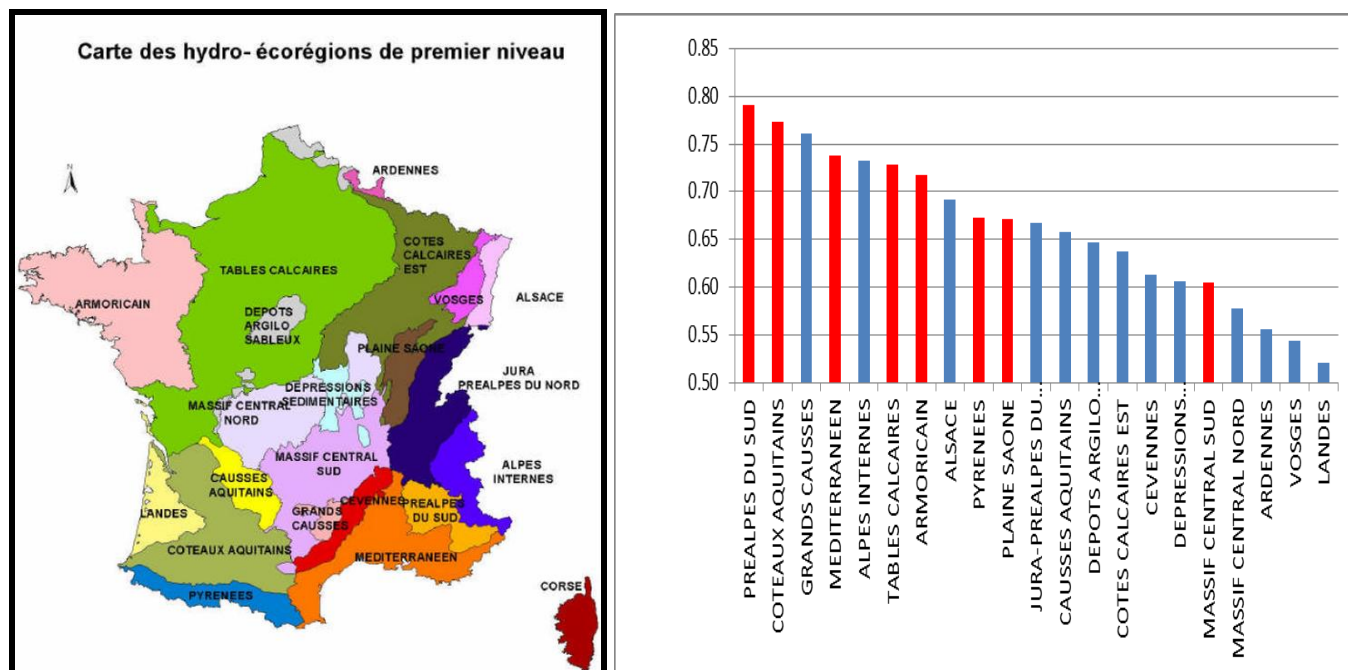 Carte des hydro- écorégions de premier niveau
N
ARDENNES
COTES
CALCAIRES
EST
TABLES CALCAIRES
ALSACE
VOSGES
ARMORICAIN
DEPOTS
ARGILO
SABLEUX
PLAINE SAONE
JURA
PREALPES DU NORD
DEPRESSIONS
SEDIMENTAIRES
MASSIF CENTRAL
NORD
MASSIF CENTRAL
SUD
ALPES
INTERNES
CAUSSES
AQUITAINS
CEVENNES
PREALPES
DU SUD
LANDES
GRANDS
CAUSSES
COTEAUX AQUITAINS
MEDITERRANEEN
CORSE
PYRENEES
0.85
0.80
0.75
0.70
0.65
0.60
0.55
0.50
PREALPES DU SUD
COTEAUX AQUITAINS
GRANDS CAUSSES
MEDITERRANEEN
ALPES INTERNES
TABLES CALCAIRES
ARMORICAIN
ALSACE
PYRENEES
PLAINE SAONE
JURA-PREALPES DU...
CAUSSES AQUITAINS
DEPOTS ARGILO...
COTES CALCAIRES EST
CEVENNES
DEPRESSIONS...
MASSIF CENTRAL SUD
MASSIF CENTRAL NORD
ARDENNES
VOSGES
LANDES